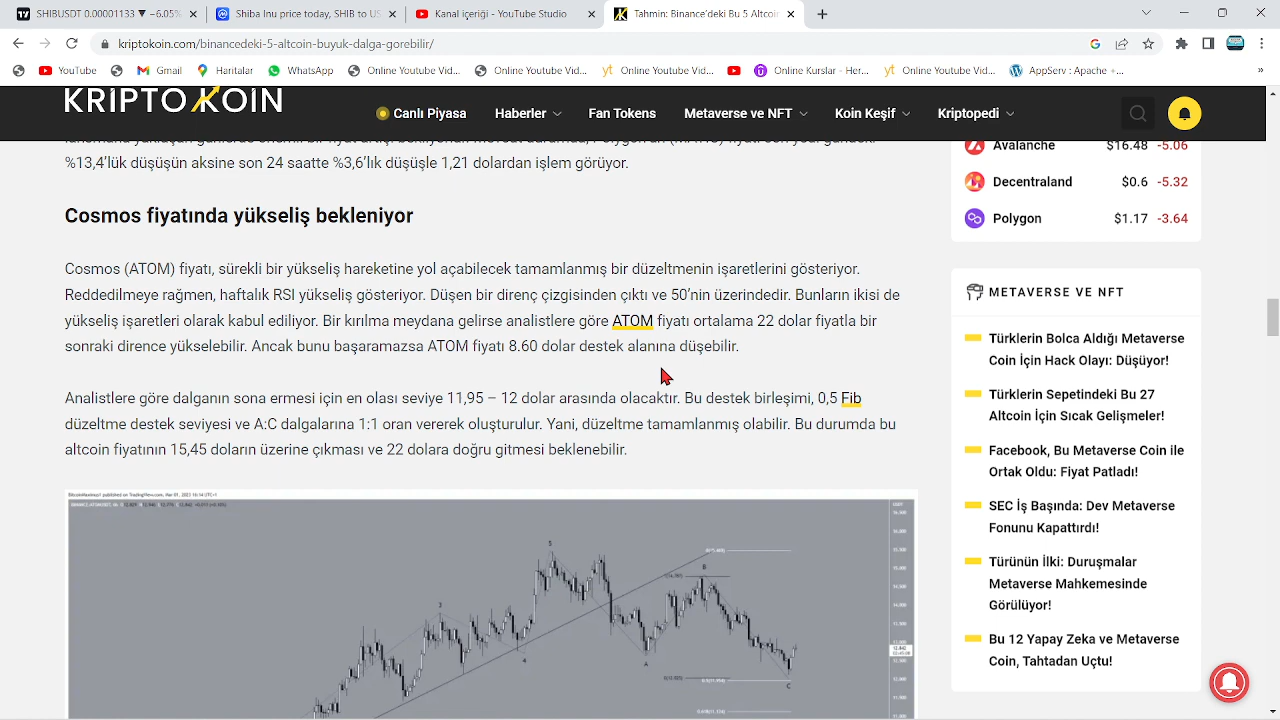 SHIBUSDT 0.00001133 ▼ −6.05%
Shiba Inu to US Dollar, SHIB to US
Kanal içeriği - YouTube Studio
Binance'deki Bu 5 Altcoin
kriptokoin.com/binancedeki-5-altcoin-buyuk-dalga-gorebilir/
YouTube
Gmail
Haritalar
WhatsApp
Online Youtube Vid...
Online Youtube Vid...
Udemy Kurslar - Her...
Online Youtube Vid...
Appearance : Ache +...
»
KRIPTOKOIN
Canlı Piyasa
Haberler
Fan Tokens
Metaverse ve NFT
Koin Keşif
Kriptopedi
%13,4'lük düşüşün aksine son 24 saatte %3,6'lık düşüşle 1,21 dolardan işlem görüyor.
Cosmos fiyatında yükseliş bekleniyor
Cosmos (ATOM) fiyatı, sürekli bir yükseliş hareketine yol açabilecek tamamlanmış bir düzeltmenin işaretlerini gösteriyor.
Reddedilmeye rağmen, haftalık RSI yükseliş gösteriyor. Düşen bir direnç çizgisinden çıktı ve 50'nin üzerindedir. Bunların ikisi de
yükseliş işaretleri olarak kabul ediliyor. Bir kırılma meydana gelirse analistlere göre ATOM fiyatı ortalama 22 dolar fiyatla bir
sonraki dirence yükselebilir. Ancak bunu başaramazsa ATOM fiyatı 8.60 dolar destek alanına düşebilir.
Analistlere göre dalganın sona ermesi için en olası seviye 11,95 – 12 dolar arasında olacaktır. Bu destek birleşimi, 0,5 Fib
düzeltme destek seviyesi ve A:C dalgalarına 1:1 oran vererek oluşturulur. Yani, düzeltme tamamlanmış olabilir. Bu durumda bu
altcoin fiyatının 15,45 doların üzerine çıkması ve 22 dolara doğru gitmesi beklenebilir.
5
3
4
A
B
C
Avalanche $16.48 -5.06
Decentraland $0.6 -5.32
Polygon $1.17 -3.64
METAVERSE VE NFT
Türklerin Bolca Aldığı Metaverse
Coin İçin Hack Olayı: Düşüyor!
Türklerin Sepetindeki Bu 27
Altcoin İçin Sıcak Gelişmeler!
Facebook, Bu Metaverse Coin ile
Ortak Oldu: Fiyat Patladı!
SEC İş Başında: Dev Metaverse
Fonunu Kapattırdı!
Türünün İlki: Duruşmalar
Metaverse Mahkemesinde
Görülüyor!
Bu 12 Yapay Zeka ve Metaverse
Coin, Tahtadan Uçtu!